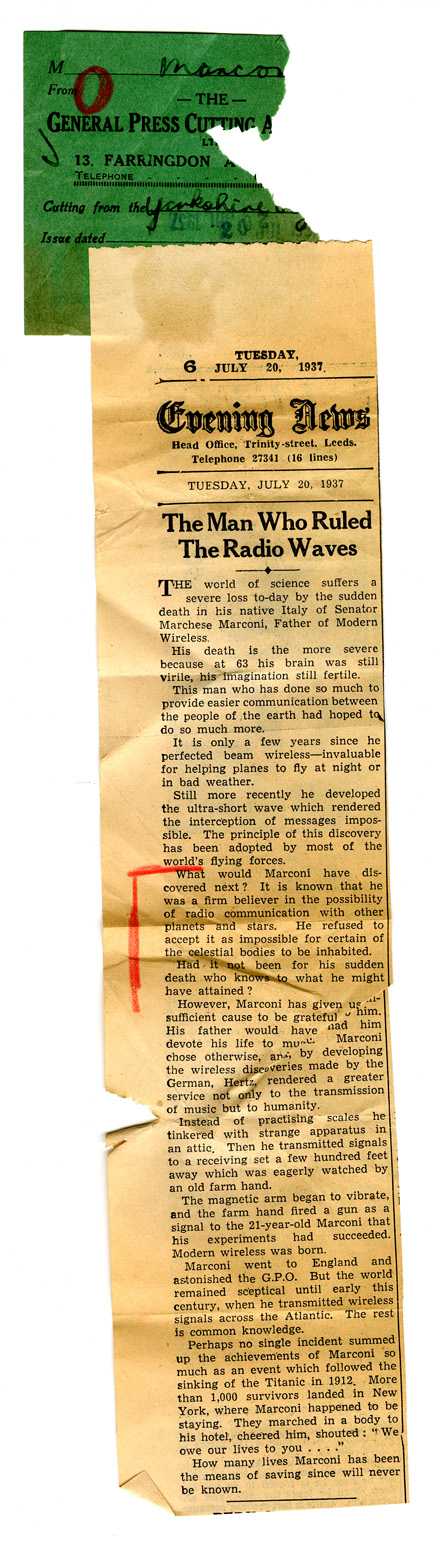 M Marco
From O
— THE —
GENERAL PRESS CUTTING A
LT
13, FARRINGDON A
TELEPHONE
Cutting from the Yorkshire
Issue dated
20
TUESDAY,
6 JULY 20, 1937.
Evening News
Head Office, Trinity-street, Leeds.
Telephone 27341 (16 lines)
TUESDAY, JULY 20, 1937
The Man Who Ruled
The Radio Waves
THE world of science suffers a
severe loss to-day by the sudden
death in his native Italy of Senator
Marchese Marconi, Father of Modern
Wireless.
His death is the more severe
because at 63 his brain was still
virile, his imagination still fertile.
This man who has done so much to
provide easier communication between
the people of the earth had hoped to
do so much more.
It is only a few years since he
perfected beam wireless—invaluable
for helping planes to fly at night or
in bad weather.
Still more recently he developed
the ultra-short wave which rendered
the interception of messages impos-
sible. The principle of this discovery
has been adopted by most of the
world's flying forces.
What would Marconi have dis-
covered next? It is known that he
was a firm believer in the possibility
of radio communication with other
planets and stars. He refused to
accept it as impossible for certain of
the celestial bodies to be inhabited.
Had it not been for his sudden
death who knows to what he might
have attained?
However, Marconi has given us
sufficient cause to be grateful him.
His father would have had him
devote his life to Marconi
chose otherwise, and, by developing
the wireless discoveries made by the
German, Hertz, rendered a greater
service not only to the transmission
of music but to humanity.
Instead of practising scales he
tinkered with strange apparatus in
an attic. Then he transmitted signals
to a receiving set a few hundred feet
away which was eagerly watched by
an old farm hand.
The magnetic arm began to vibrate,
and the farm hand fired a gun as a
signal to the 21-year-old Marconi that
his experiments had succeeded.
Modern wireless was born.
Marconi went to England and
astonished the G.P.O. But the world
remained sceptical until early this
century, when he transmitted wireless
signals across the Atlantic. The rest
is common knowledge.
Perhaps no single incident summed
up the achievements of Marconi so
much as an event which followed the
sinking of the Titanic in 1912. More
than 1,000 survivors landed in New
York, where Marconi happened to be
staying. They marched in a body to
his hotel, cheered him, shouted: "We
owe our lives to you . . . ."
How many lives Marconi has been
the means of saving since will never
be known.